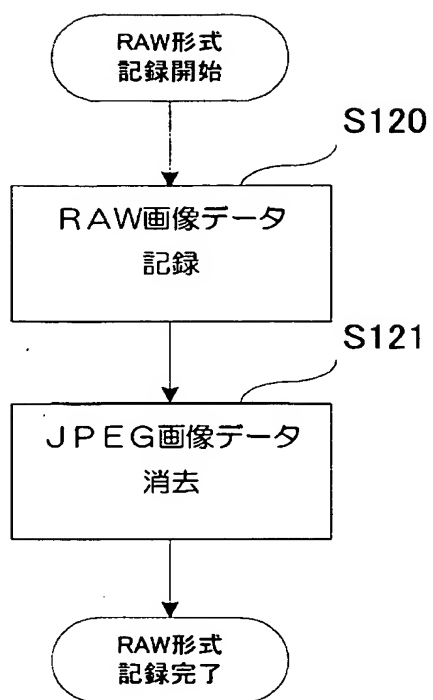 RAW形式
記録開始
S120
RAW画像データ
記録
S121
JPEG画像データ
消去
RAW形式
記録完了